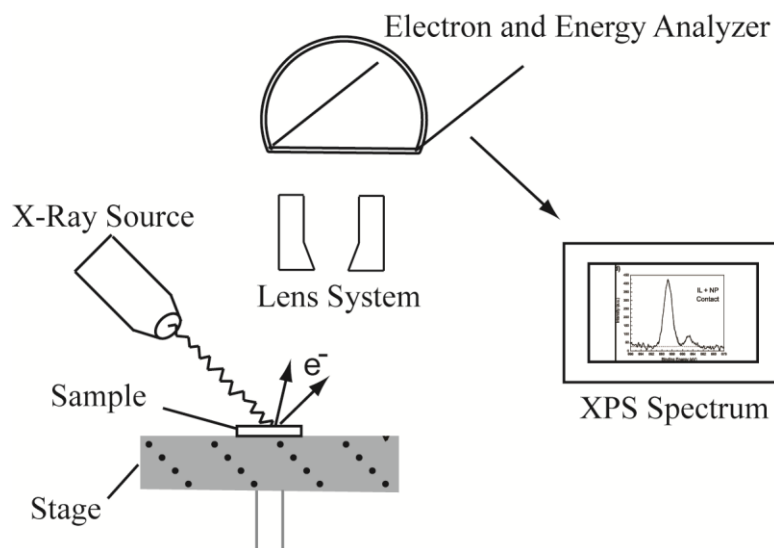 Electron and Energy Analyzer
X-Ray Source
Lens System
IL + NP
Contact
e-
Sample
XPS Spectrum
Stage